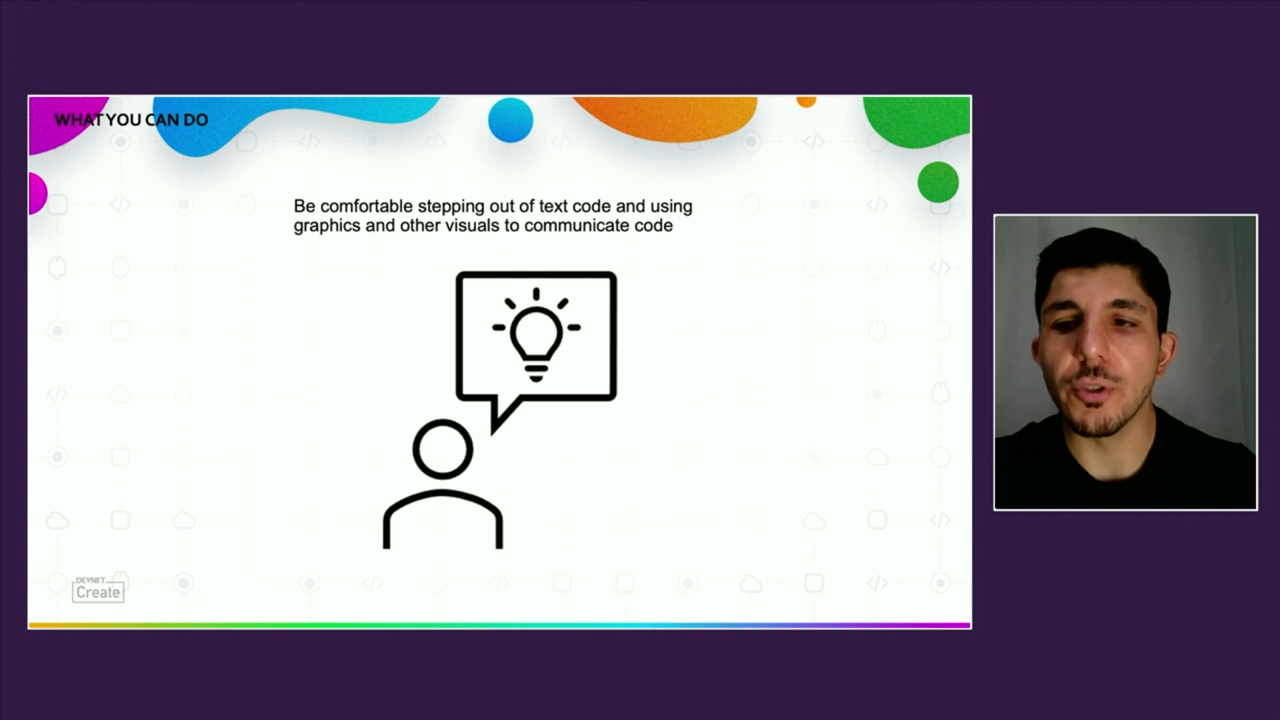 WHAT YOU CAN DO
Be comfortable stepping out of text code and using
graphics and other visuals to communicate code
DEVNET
Create